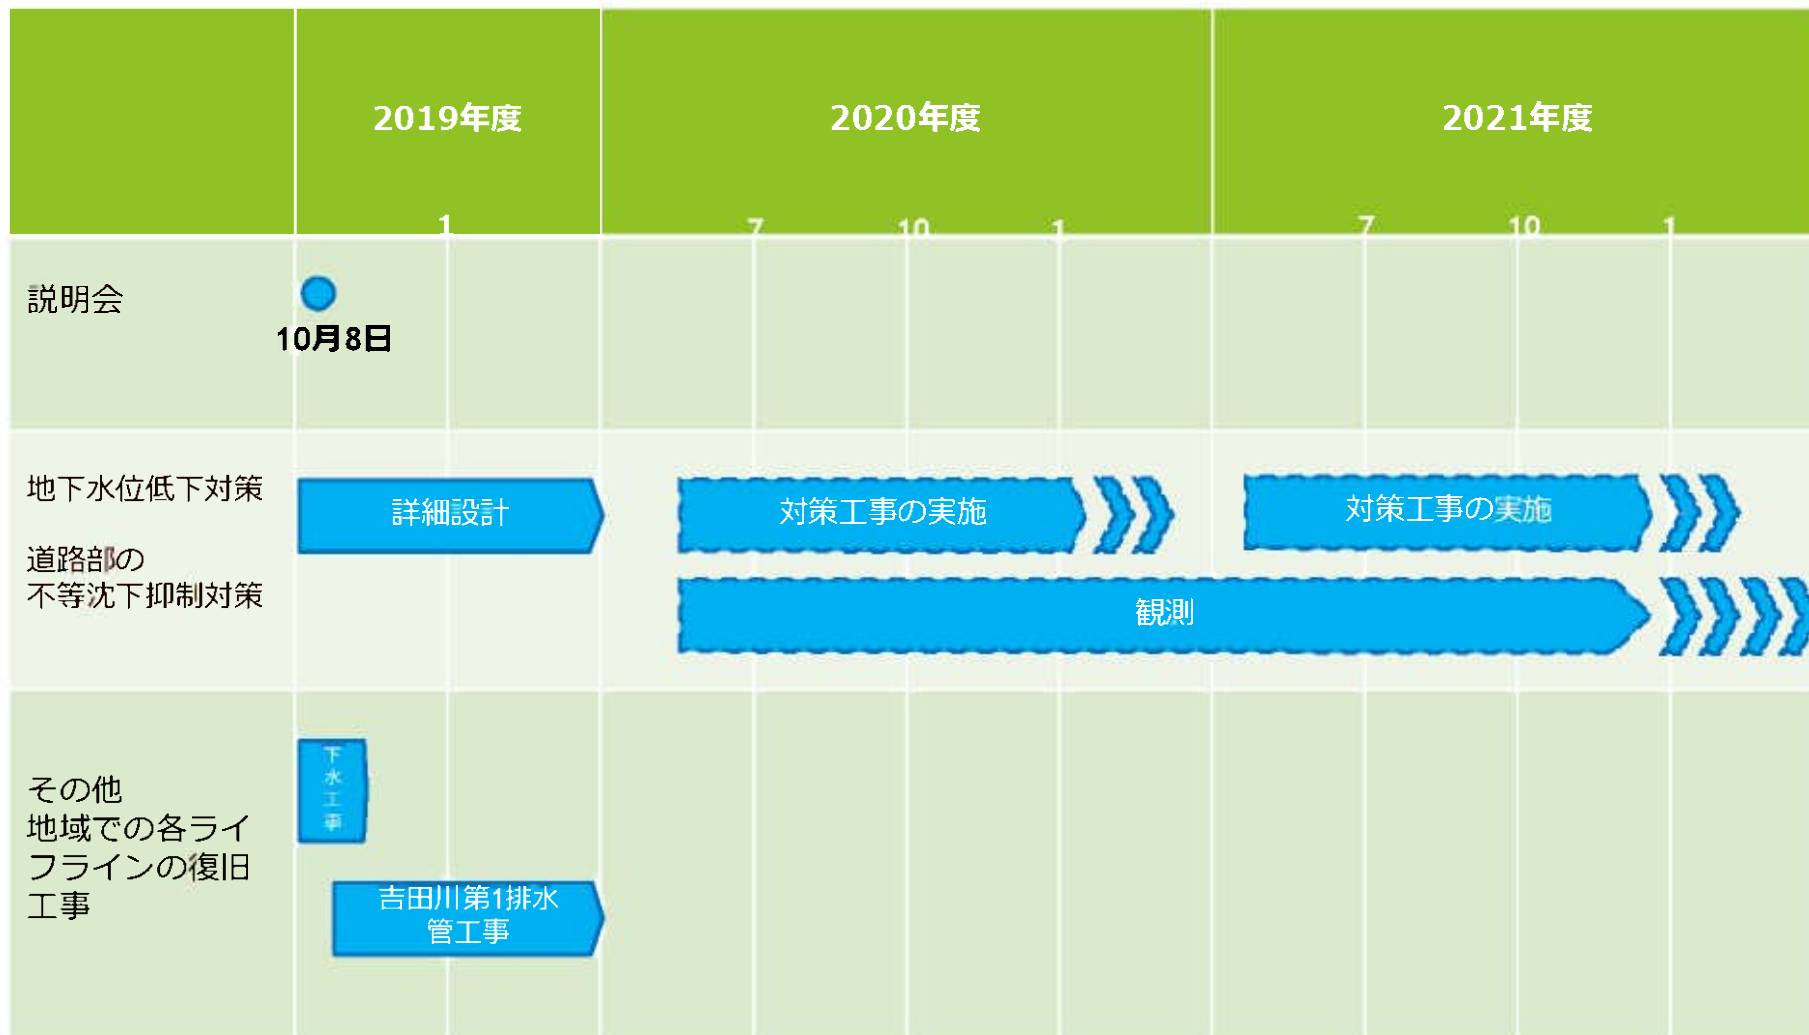 2019年度
2020年度
2021年度
1
7
10
1
7
10
1
説明会
10月8日
地下水位低下対策
道路部の
不等沈下抑制対策
詳細設計
対策工事の実施
対策工事の実施
観測
その他
地域での各ライ
フラインの復旧
工事
下水工事
吉田川第1排水
管工事